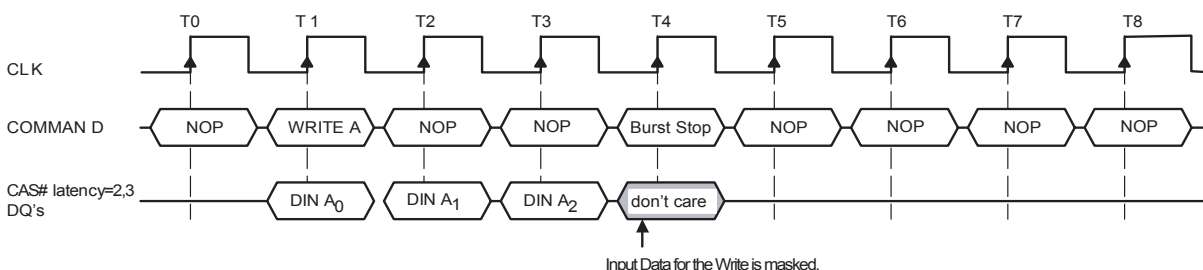 T0 T 1 T2 T3 T4 T5 T6 T7 T8
CLK
COMMAN D NOP WRITE A NOP NOP Burst Stop NOP NOP NOP NOP
CAS# latency=2,3
DQ's DIN A0 DIN A1 DIN A2 don't care
Input Data for the Write is masked.